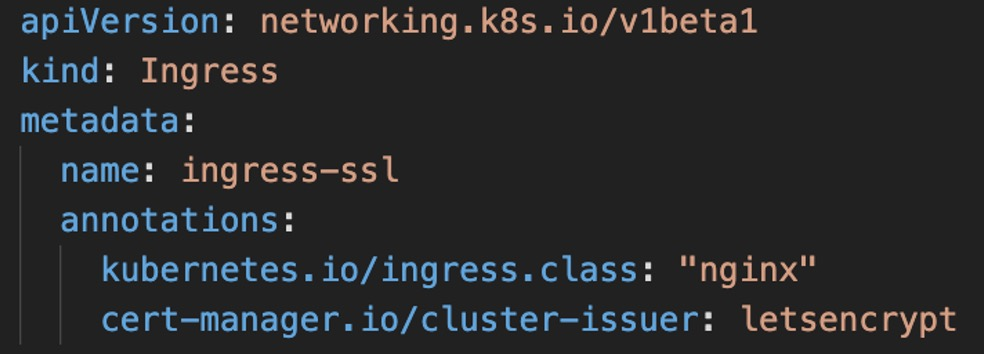 apiVersion: networking.k8s.io/v1beta1
kind: Ingress
metadata:
  name: ingress-ssl
  annotations:
    kubernetes.io/ingress.class: "nginx"
    cert-manager.io/cluster-issuer: letsencrypt